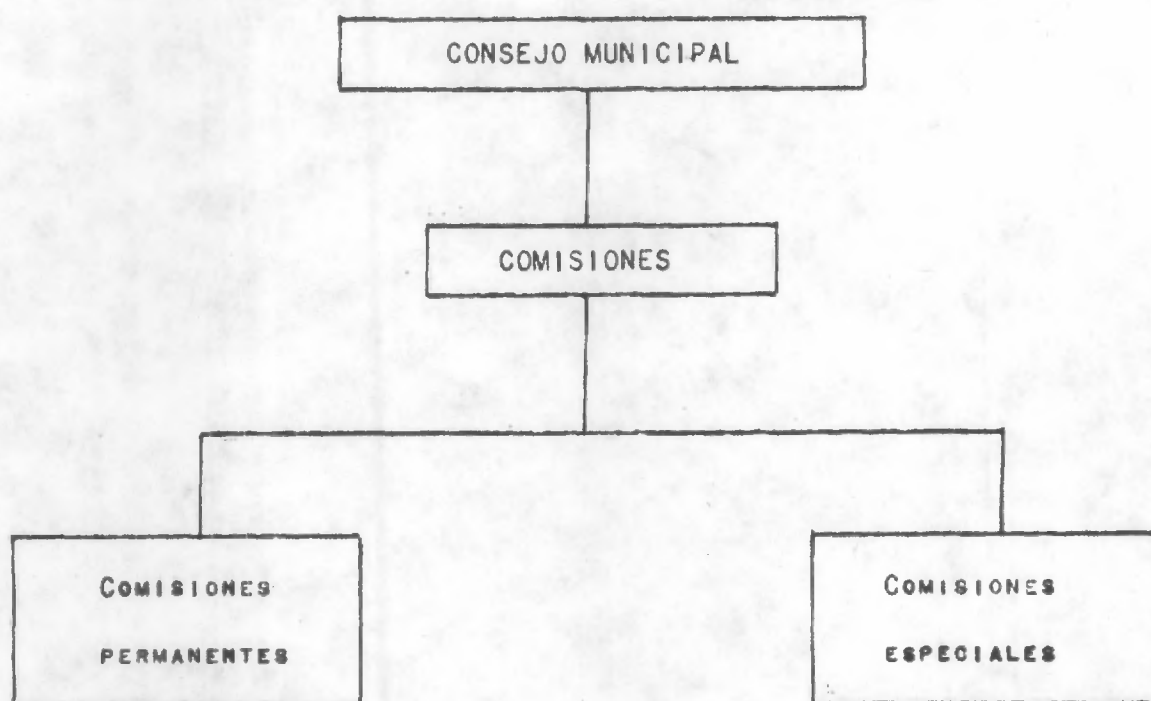 CONSEJO MUNICIPAL
COMISIONES
COMISIONES
PERMANENTES
COMISIONES
ESPECIALES